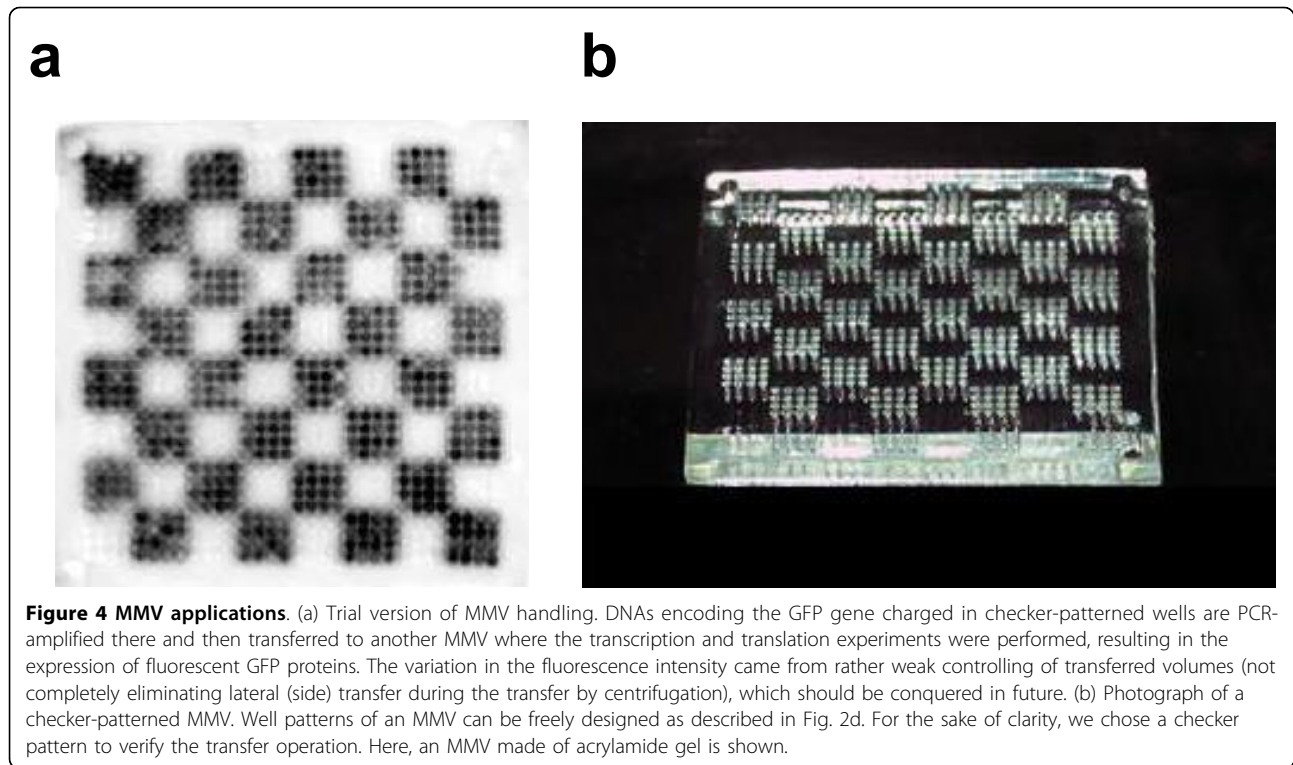 a
b
Figure 4 MMV applications. (a) Trial version of MMV handling. DNAs encoding the GFP gene charged in checker-patterned wells are PCR-
amplified there and then transferred to another MMV where the transcription and translation experiments were performed, resulting in the
expression of fluorescent GFP proteins. The variation in the fluorescence intensity came from rather weak controlling of transferred volumes (not
completely eliminating lateral (side) transfer during the transfer by centrifugation), which should be conquered in future. (b) Photograph of a
checker-patterned MMV. Well patterns of an MMV can be freely designed as described in Fig. 2d. For the sake of clarity, we chose a checker
pattern to verify the transfer operation. Here, an MMV made of acrylamide gel is shown.